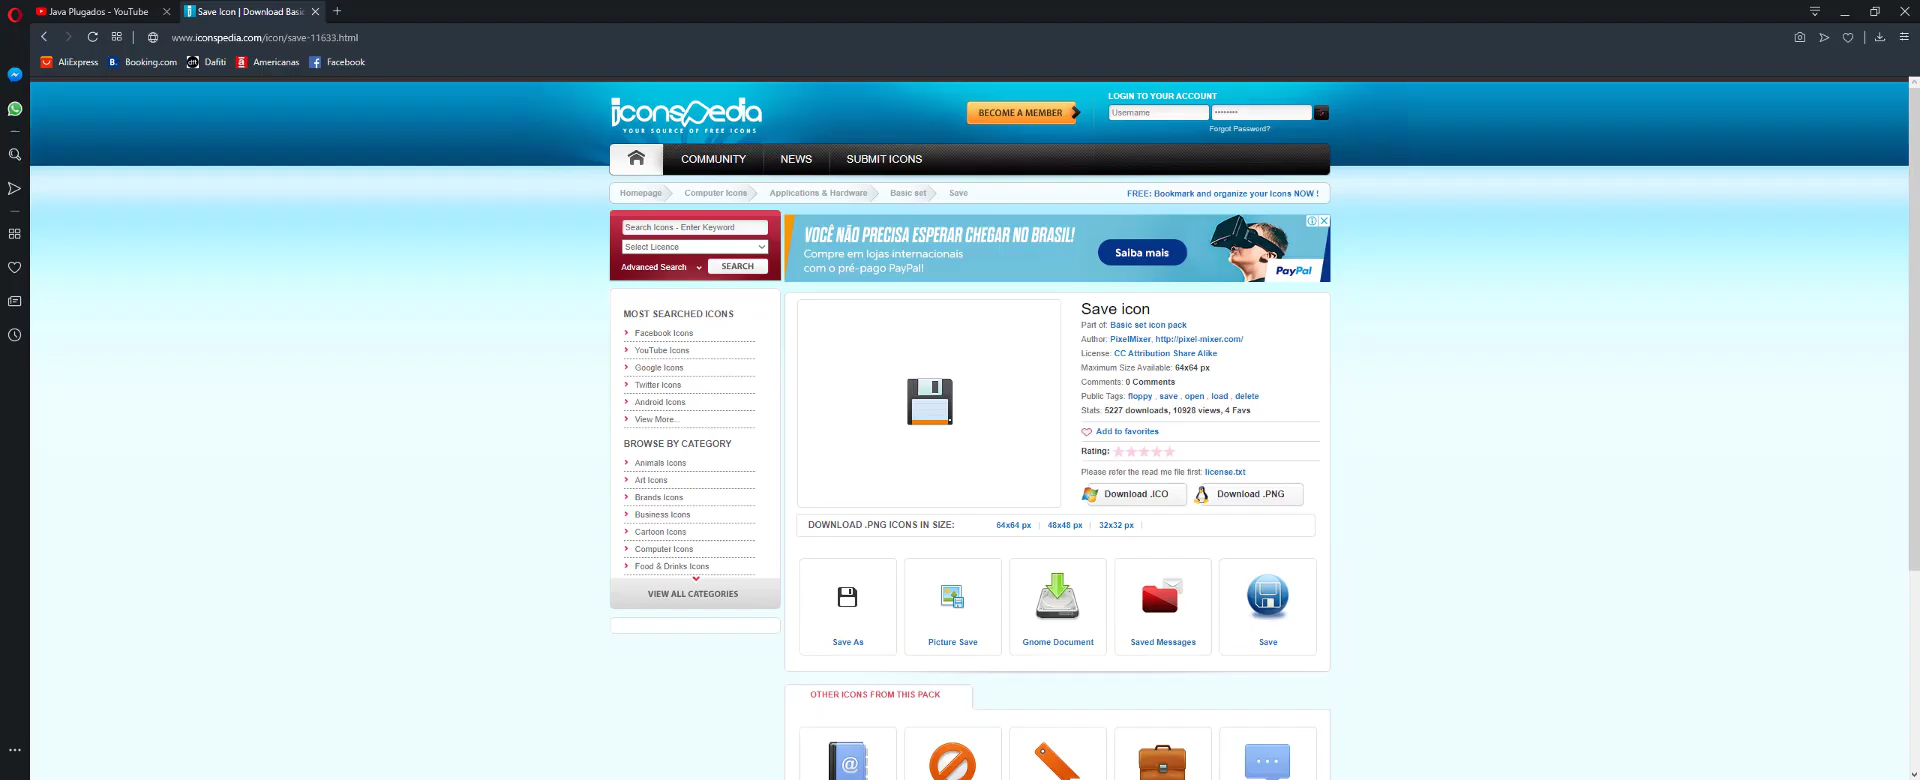 Java Plugados - YouTube
Save Icon | Download Basi
www.iconspedia.com/icon/save-11633.html
AliExpress
B. Booking.com
Dafiti
a Americanas
Facebook
iconspedia
YOUR SOURCE OF FREE ICONS
BECOME A MEMBER
LOGIN TO YOUR ACCOUNT
Username
Forgot Password?
COMMUNITY
NEWS
SUBMIT ICONS
Homepage
Computer Icons
Applications & Hardware
Basic set
Save
FREE: Bookmark and organize your Icons NOW !
Search Icons - Enter Keyword
Select Licence
Advanced Search
SEARCH
VOCÊ NÃO PRECISA ESPERAR CHEGAR NO BRASIL!
Compre em lojas internacionais
com o pré-pago PayPal!
Saiba mais
PayPal
MOST SEARCHED ICONS
Facebook Icons
YouTube Icons
Google Icons
Twitter Icons
Android Icons
View More...
BROWSE BY CATEGORY
Animals Icons
Art Icons
Brands Icons
Business Icons
Cartoon Icons
Computer Icons
Food & Drinks Icons
VIEW ALL CATEGORIES
Save icon
Part of: Basic set icon pack
Author: PixelMixer, http://pixel-mixer.com/
License: CC Attribution Share Alike
Maximum Size Available: 64x64 px
Comments: 0 Comments
Public Tags: floppy , save , open , load , delete
Stats: 5227 downloads, 10928 views, 4 Favs
Add to favorites
Rating:
Please refer the read me file first: license.txt
Download .ICO
Download .PNG
DOWNLOAD .PNG ICONS IN SIZE:
64x64 px | 48x48 px | 32x32 px |
Save As
Picture Save
Gnome Document
Saved Messages
Save
OTHER ICONS FROM THIS PACK
@